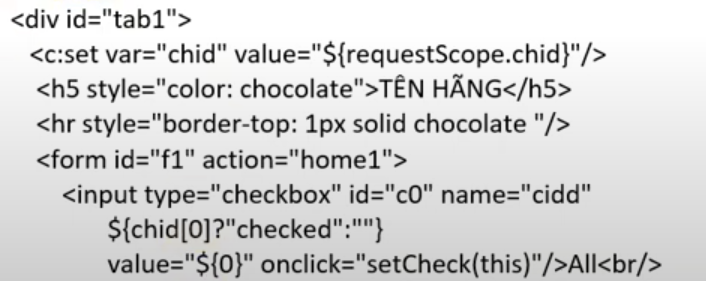 <div id="tab1">
<c:set var="chid" value="${requestScope.chid}"/>
<h5 style="color: chocolate">TÊN HÃNG</h5>
<hr style="border-top: 1px solid chocolate "/>
<form id="f1" action="home1">
<input type="checkbox" id="c0" name="cidd"
${chid[0]?"checked":""}
value="${0}" onclick="setCheck(this)"/>All<br/>